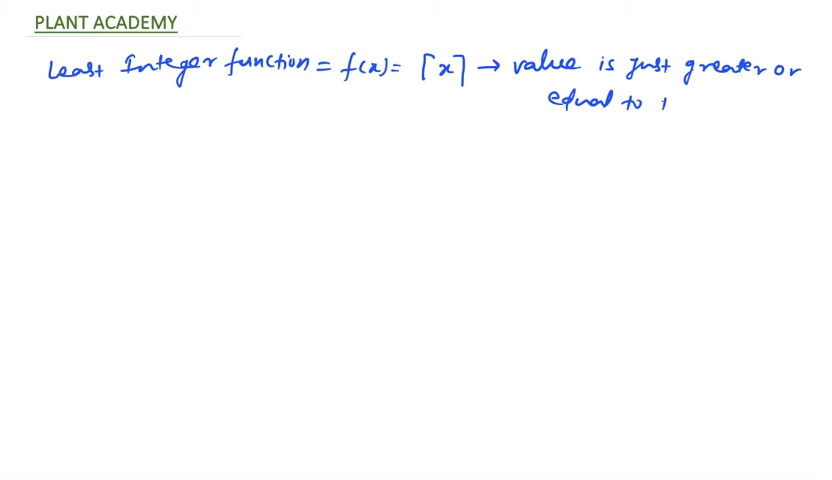 PLANT ACADEMY
Least Integer function = f(x) = ⌈x⌉ → value is just greater or
equal to